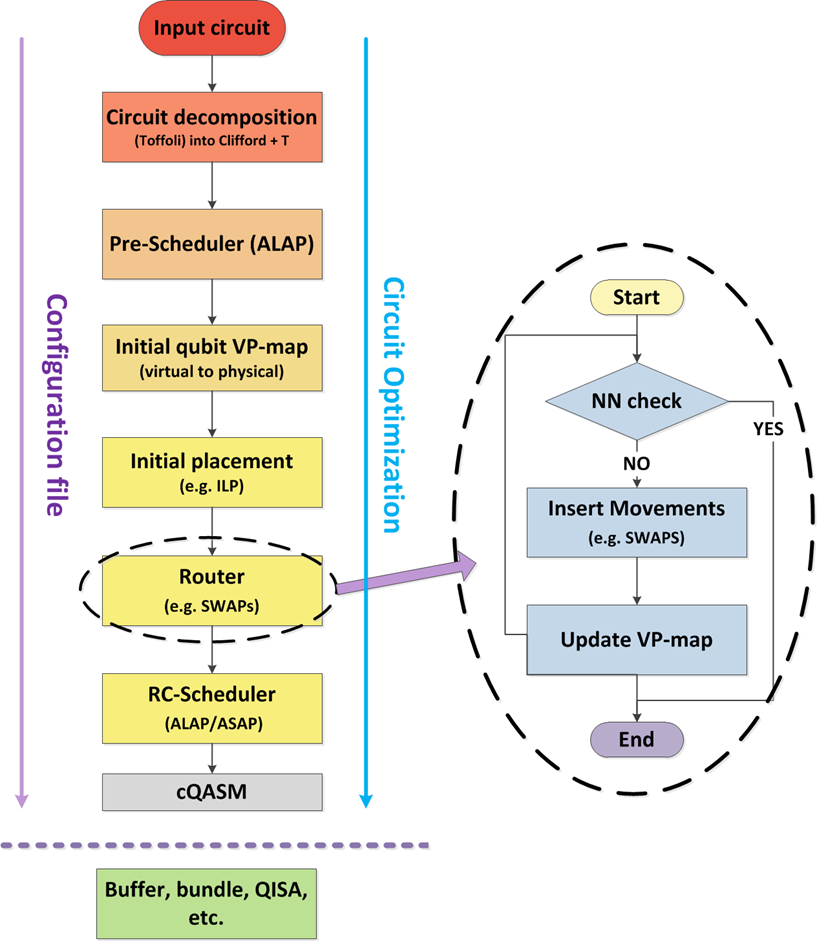 Input circuit
Circuit decomposition
(Toffoli) into Clifford + T
Pre-Scheduler (ALAP)
Initial qubit VP-map
(virtual to physical)
Initial placement
(e.g. ILP)
Router
(e.g. SWAPs)
RC-Scheduler
(ALAP/ASAP)
cQASM
Buffer, bundle, QISA,
etc.
Configuration file
Circuit Optimization
Start
NN check
YES
NO
Insert Movements
(e.g. SWAPS)
Update VP-map
End